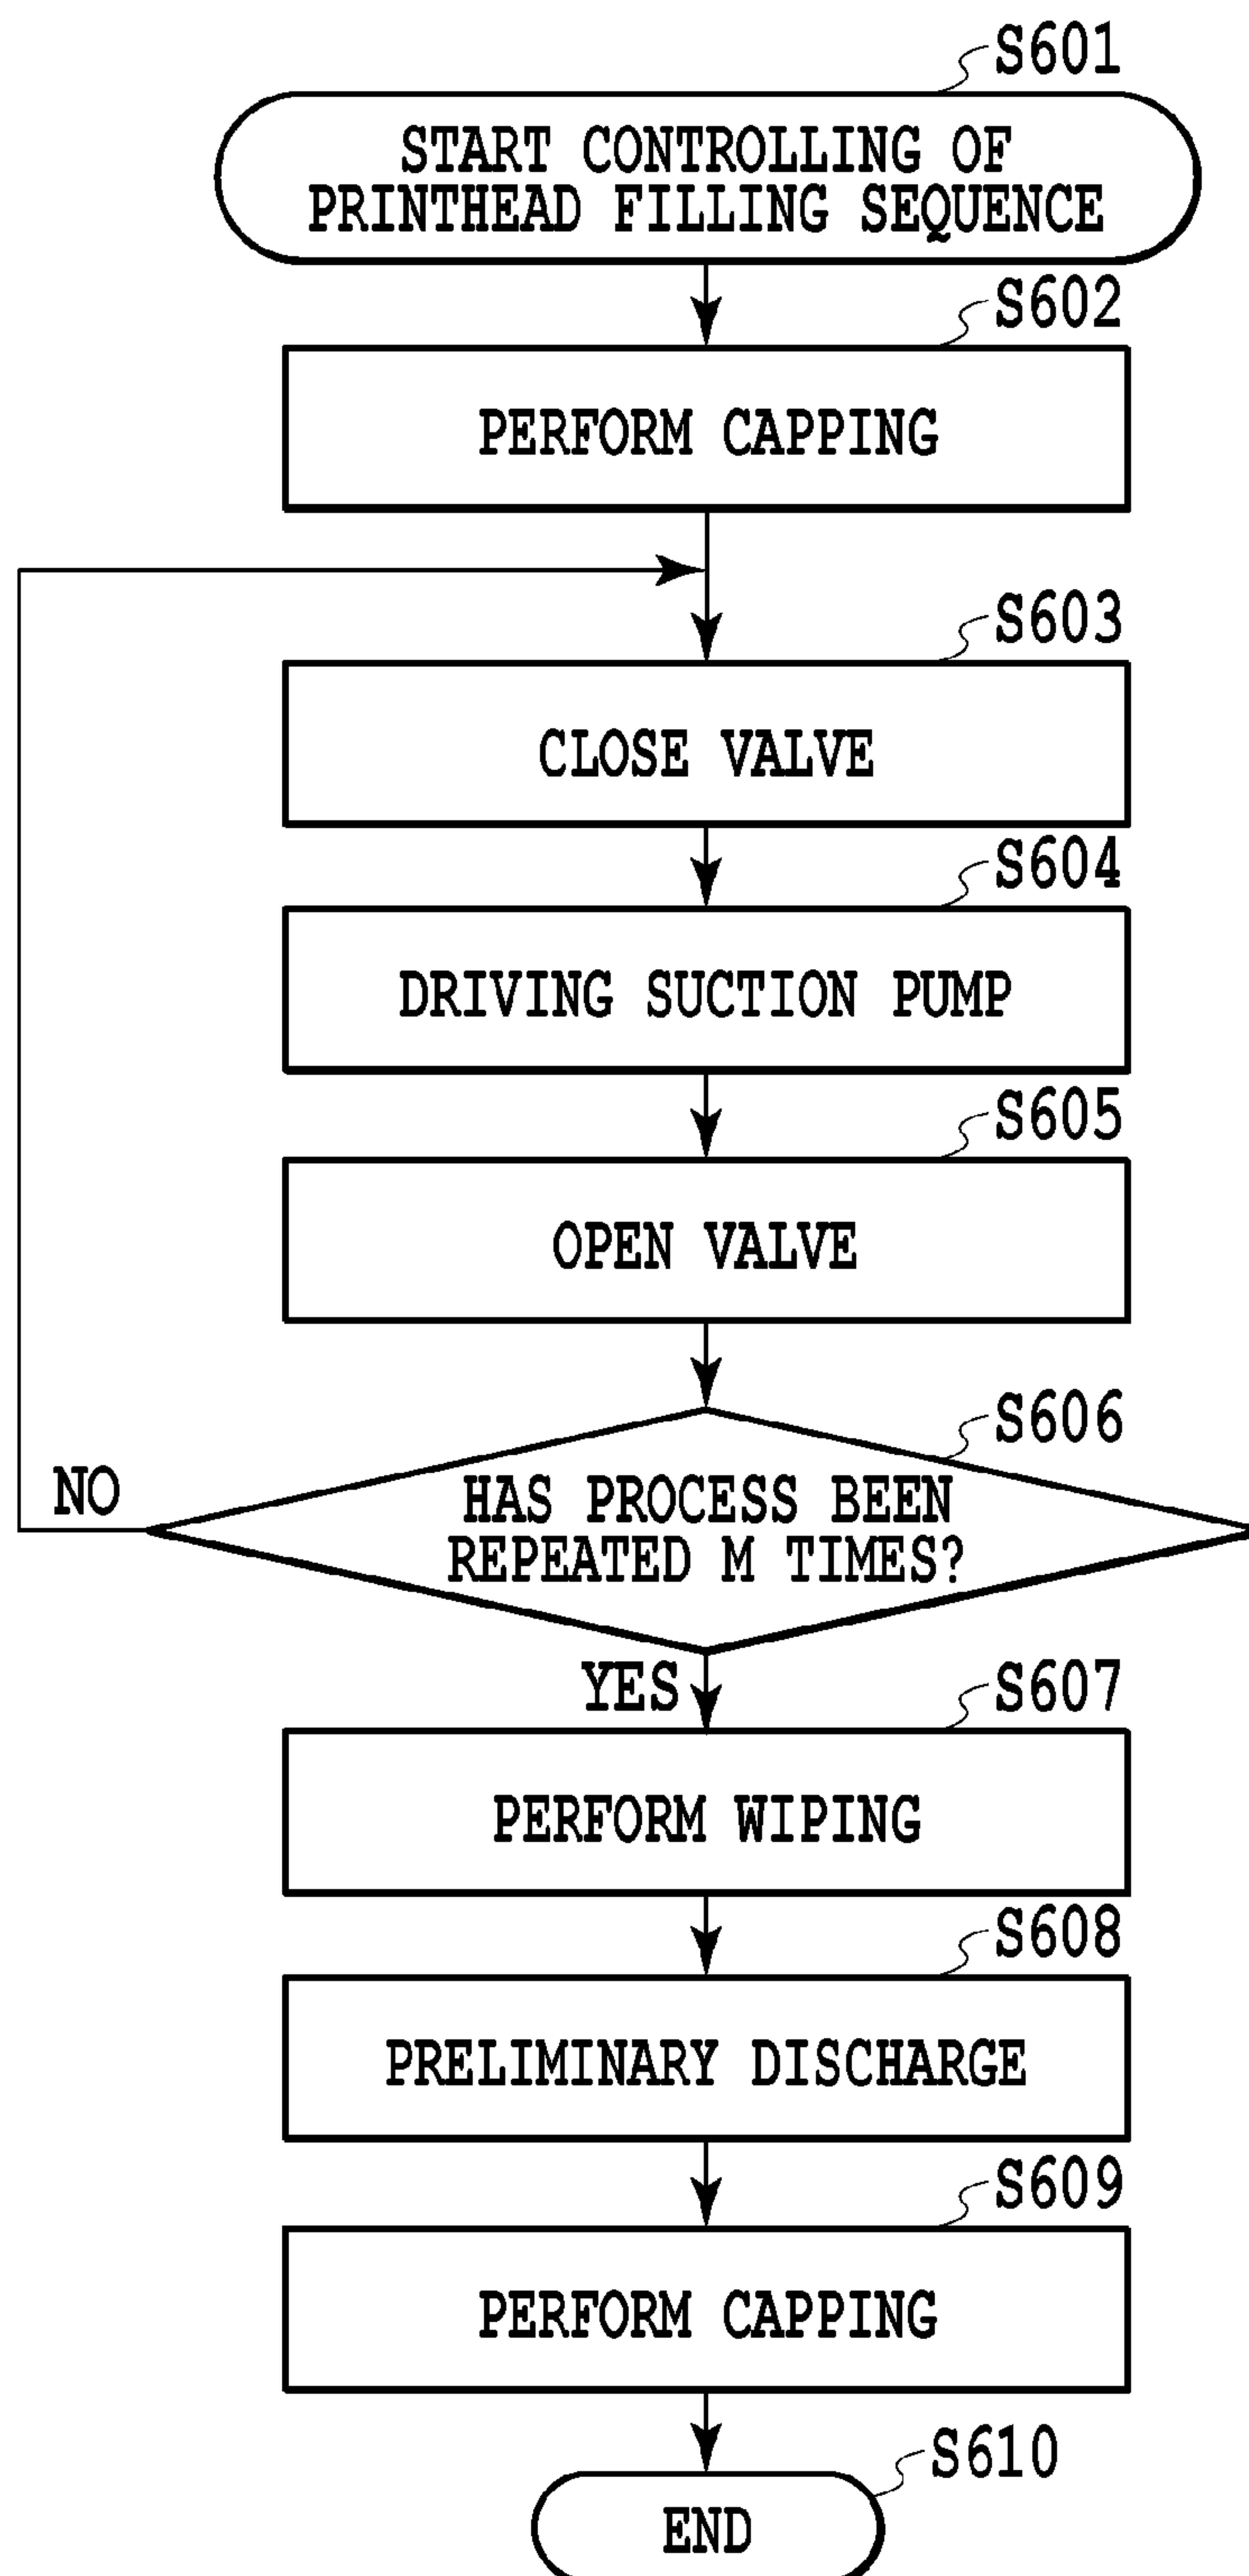 S601
START CONTROLLING OF
PRINTHEAD FILLING SEQUENCE
S602
PERFORM CAPPING
S603
CLOSE VALVE
S604
DRIVING SUCTION PUMP
S605
OPEN VALVE
S606
HAS PROCESS BEEN
REPEATED M TIMES?
NO
YES
S607
PERFORM WIPING
S608
PRELIMINARY DISCHARGE
S609
PERFORM CAPPING
S610
END